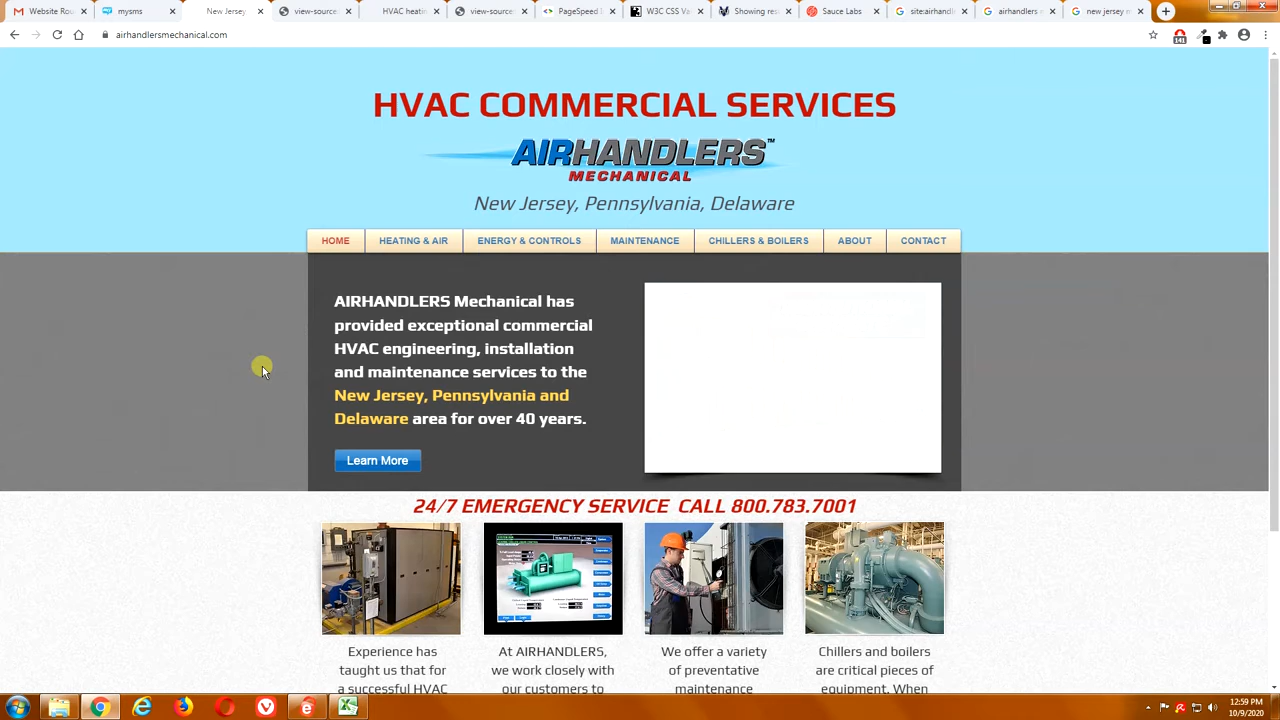 Website Rou
mysms
New Jersey
view-source
HVAC heatin
view-source
PageSpeed I
W3C CSS Va
Showing res
Sauce Labs
site:airhandl
airhandlers m
new jersey e
airhandlersmechanical.com
141
HVAC COMMERCIAL SERVICES
AIRHANDLERS™
MECHANICAL
New Jersey, Pennsylvania, Delaware
HOME HEATING & AIR ENERGY & CONTROLS MAINTENANCE CHILLERS & BOILERS ABOUT CONTACT
AIRHANDLERS Mechanical has
provided exceptional commercial
HVAC engineering, installation
and maintenance services to the
New Jersey, Pennsylvania and
Delaware area for over 40 years.
Learn More
24/7 EMERGENCY SERVICE CALL 800.783.7001
Experience has
taught us that for
a successful HVAC
At AIRHANDLERS,
we work closely with
our customers to
We offer a variety
of preventative
maintenance
Chillers and boilers
are critical pieces of
equipment. When
12:59 PM
10/9/2020